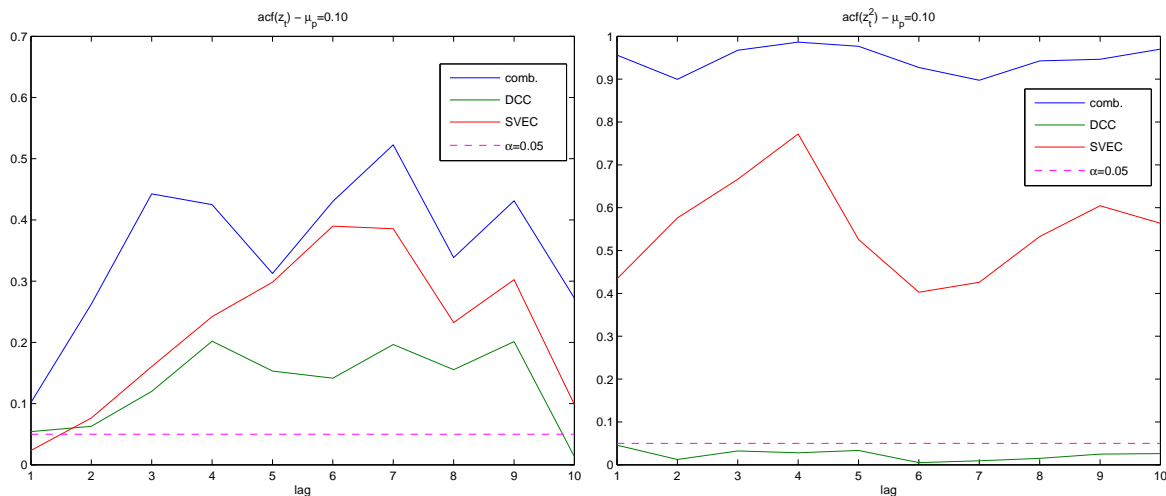 acf(z_t) − μ_p=0.10
0.7
0.6
0.5
0.4
0.3
0.2
0.1
0
comb.
DCC
SVEC
α=0.05
1 2 3 4 5 6 7 8 9 10
lag
acf(z_t^2) − μ_p=0.10
1
0.9
0.8
0.7
0.6
0.5
0.4
0.3
0.2
0.1
0
comb.
DCC
SVEC
α=0.05
1 2 3 4 5 6 7 8 9 10
lag